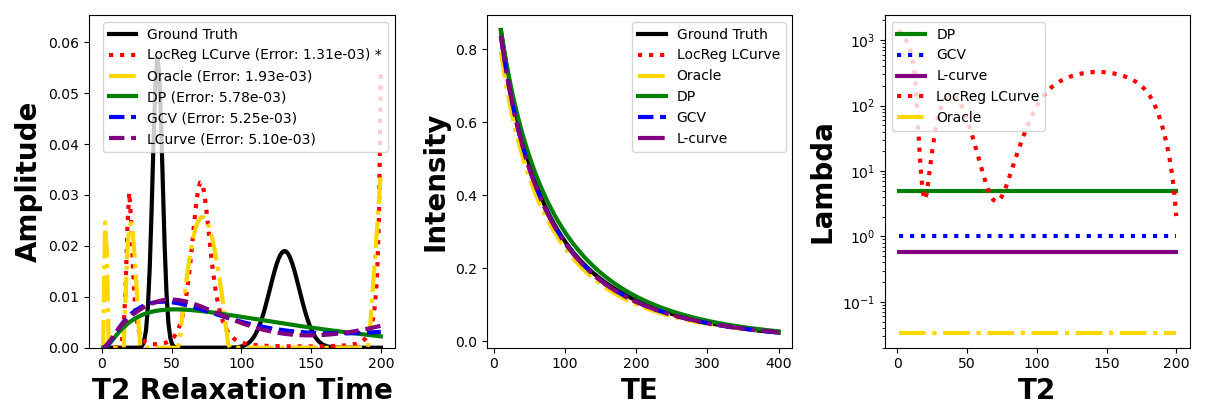 Amplitude
0.06
0.05
0.04
0.03
0.02
0.01
0.00
0 50 100 150 200
T2 Relaxation Time
Ground Truth
LocReg LCurve (Error: 1.31e-03) *
Oracle (Error: 1.93e-03)
DP (Error: 5.78e-03)
GCV (Error: 5.25e-03)
LCurve (Error: 5.10e-03)
Intensity
0.8
0.6
0.4
0.2
0.0
0 100 200 300 400
TE
Ground Truth
LocReg LCurve
Oracle
DP
GCV
L-curve
Lambda
10³
10²
10¹
10⁰
10⁻¹
0 50 100 150 200
T2
DP
GCV
L-curve
LocReg LCurve
Oracle